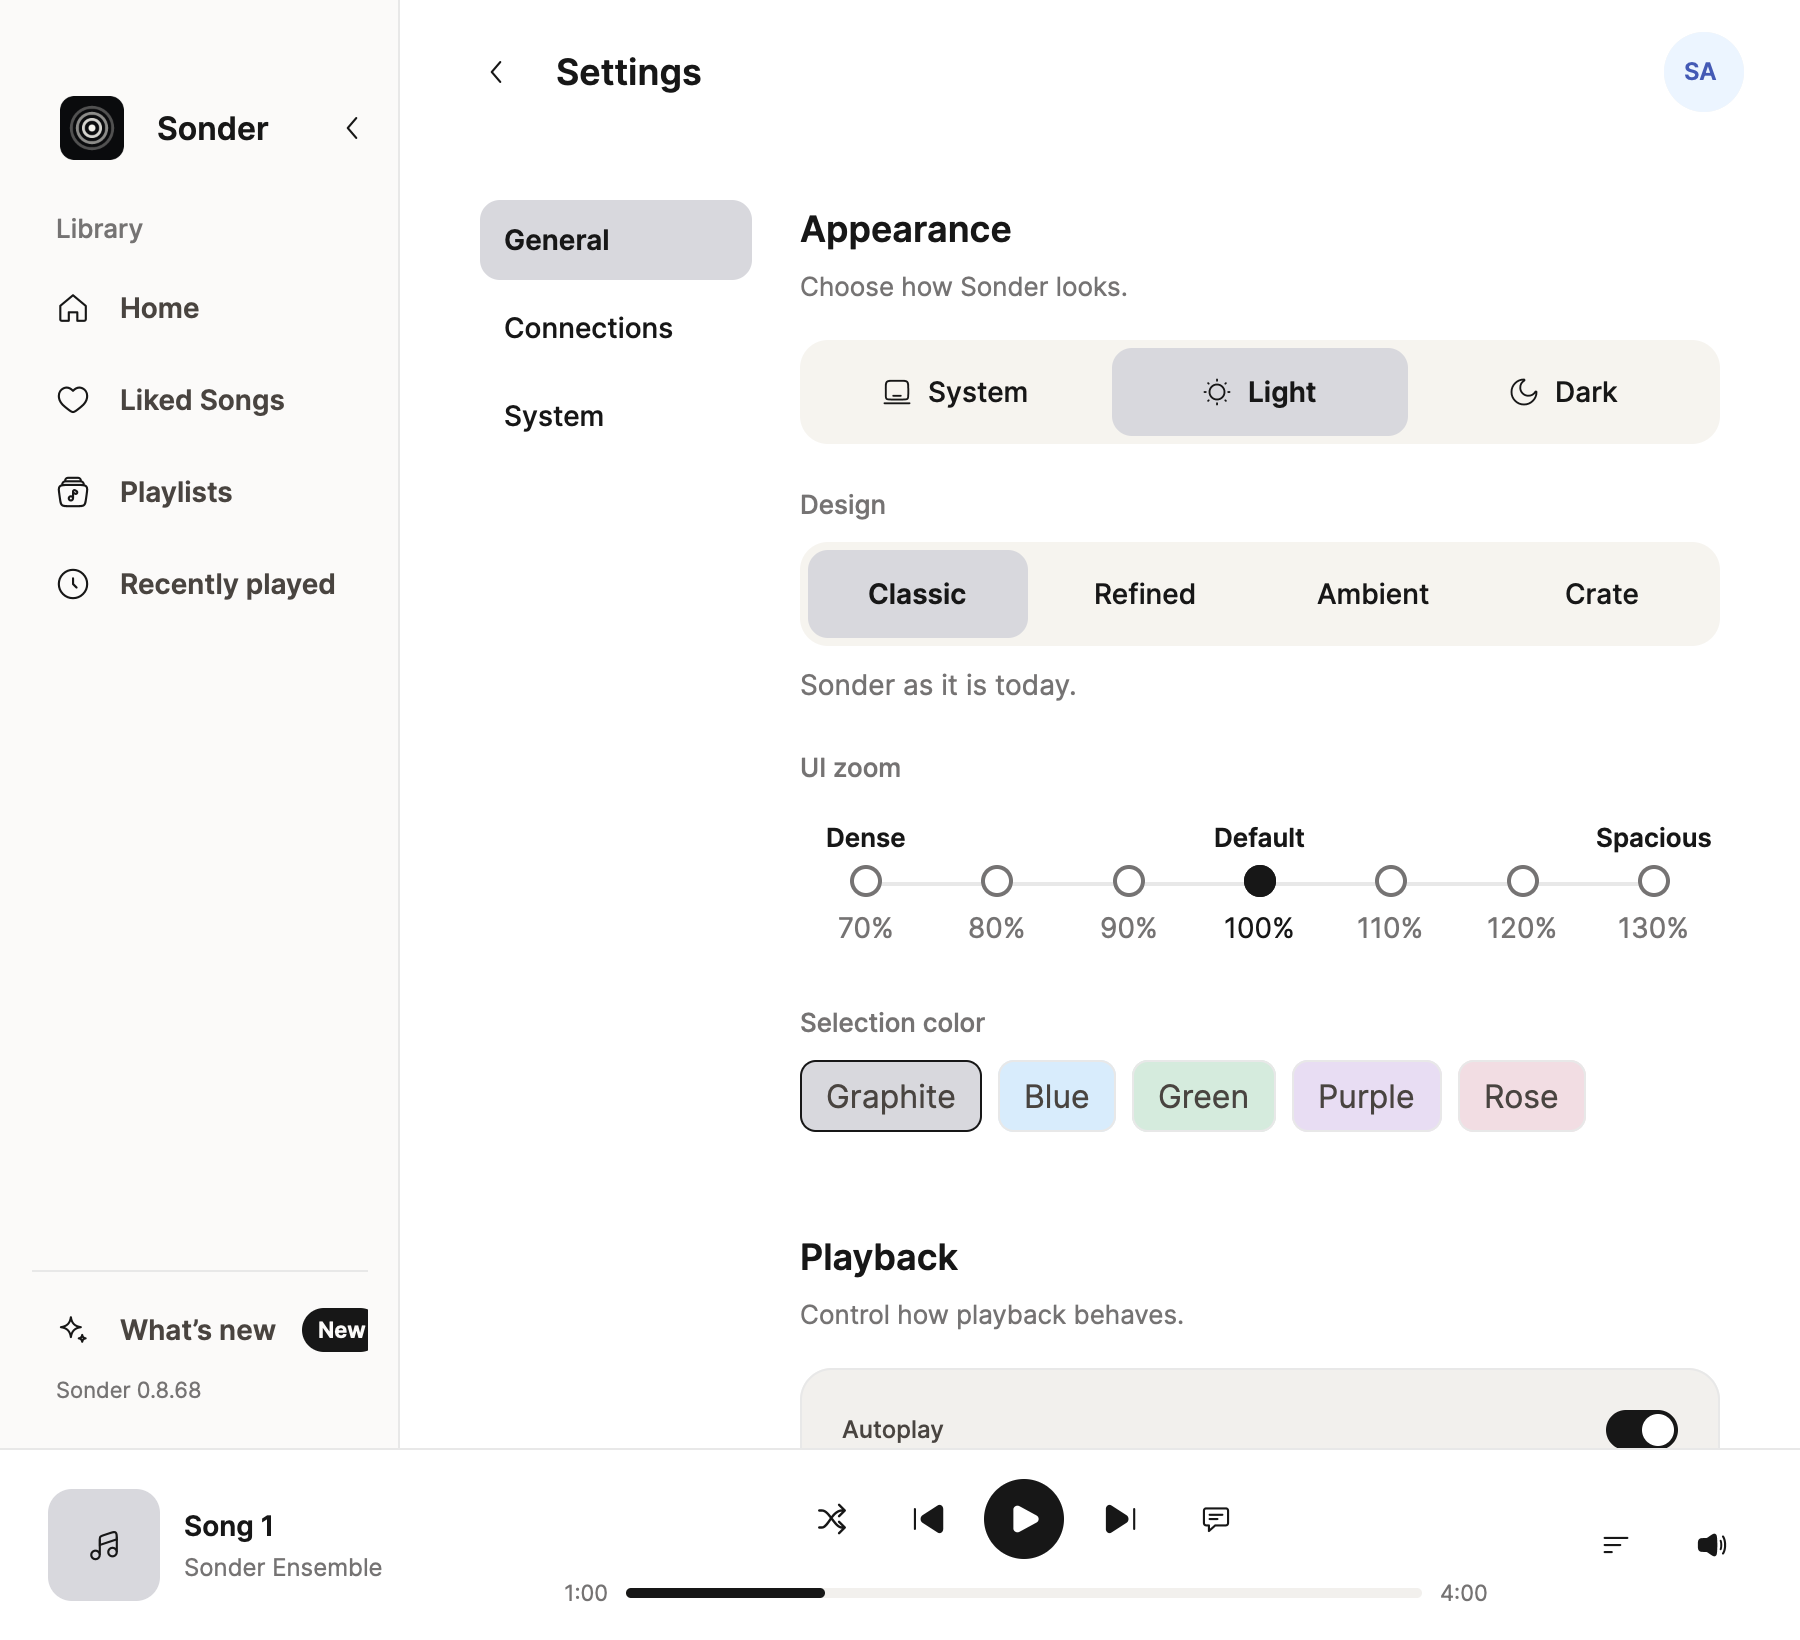 Sonder
Library
Home
Liked Songs
Playlists
Recently played
What’s new New
Sonder 0.8.68
Settings
SA
General
Connections
System
Appearance
Choose how Sonder looks.
System Light Dark
Design
Classic Refined Ambient Crate
Sonder as it is today.
UI zoom
Dense Default Spacious
70% 80% 90% 100% 110% 120% 130%
Selection color
Graphite Blue Green Purple Rose
Playback
Control how playback behaves.
Autoplay
Song 1
Sonder Ensemble
1:00 4:00